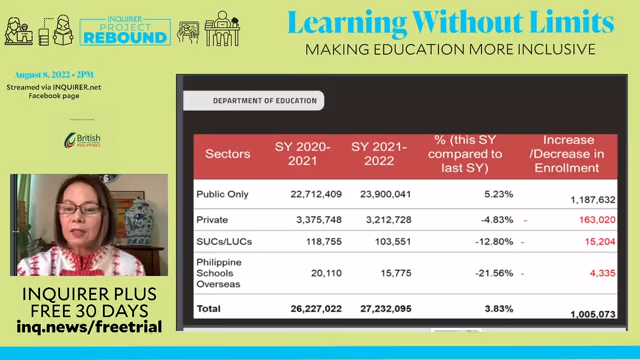 INQUIRER
PROJECT
REBOUND
Learning Without Limits
MAKING EDUCATION MORE INCLUSIVE
August 8, 2022 • 2PM
Streamed via INQUIRER.net
Facebook page
British
PHILIPPINES
DEPARTMENT OF EDUCATION
Sectors SY 2020-2021 SY 2021-2022 % (this SY compared to last SY) Increase /Decrease in Enrollment
Public Only 22,712,409 23,900,041 5.23% 1,187,632
Private 3,375,748 3,212,728 -4.83% - 163,020
SUCs/LUCs 118,755 103,551 -12.80% - 15,204
Philippine Schools Overseas 20,110 15,775 -21.56% - 4,335
Total 26,227,022 27,232,095 3.83% 1,005,073
INQUIRER PLUS
FREE 30 DAYS
inq.news/freetrial